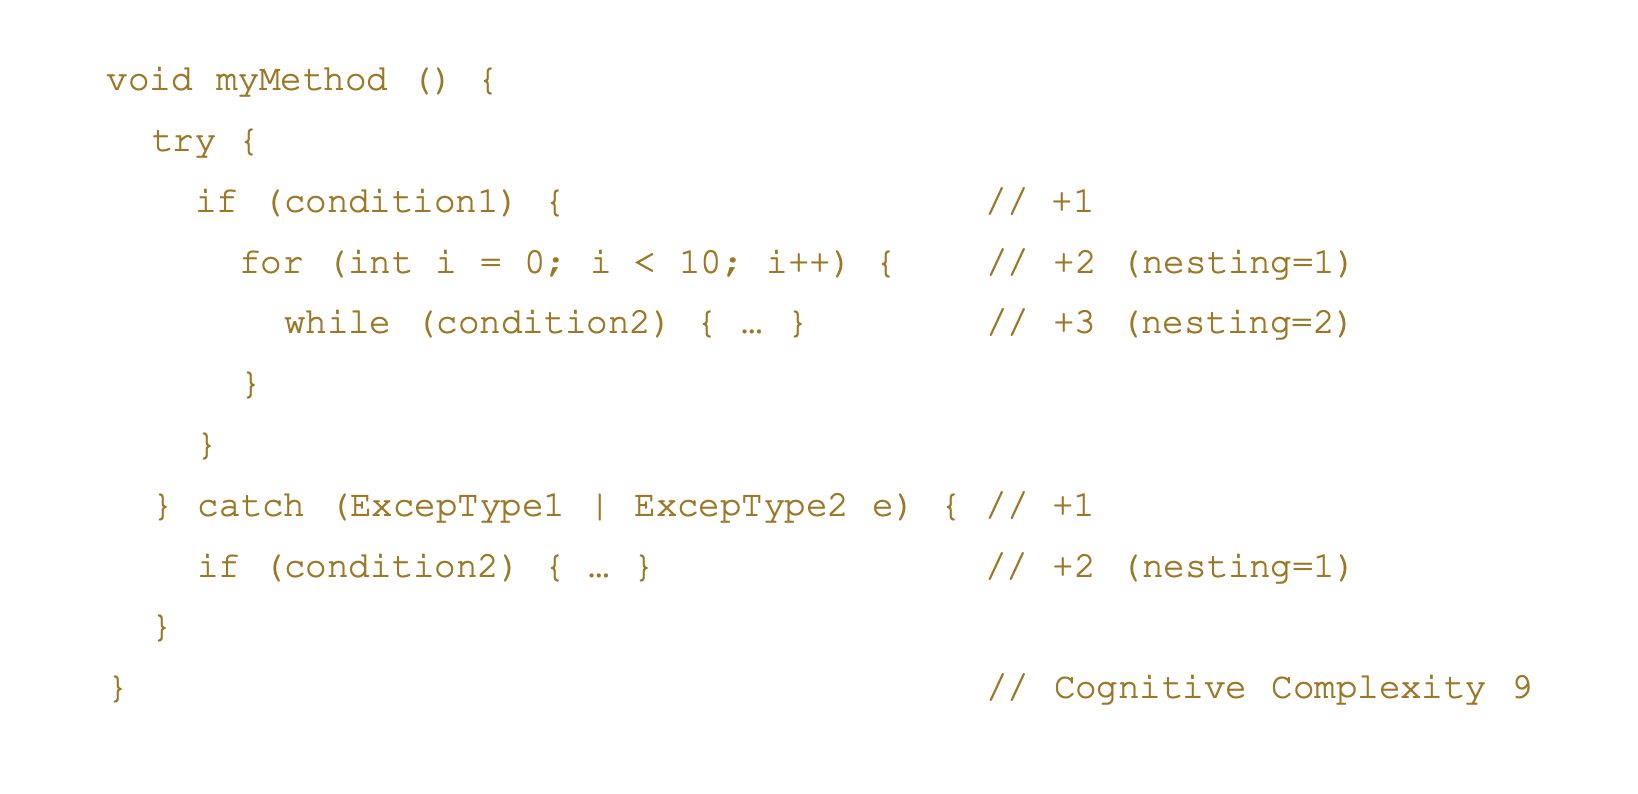 void myMethod () {
try {
if (condition1) { // +1
for (int i = 0; i < 10; i++) { // +2 (nesting=1)
while (condition2) { … } // +3 (nesting=2)
}
}
} catch (ExcepType1 | ExcepType2 e) { // +1
if (condition2) { … } // +2 (nesting=1)
}
} // Cognitive Complexity 9